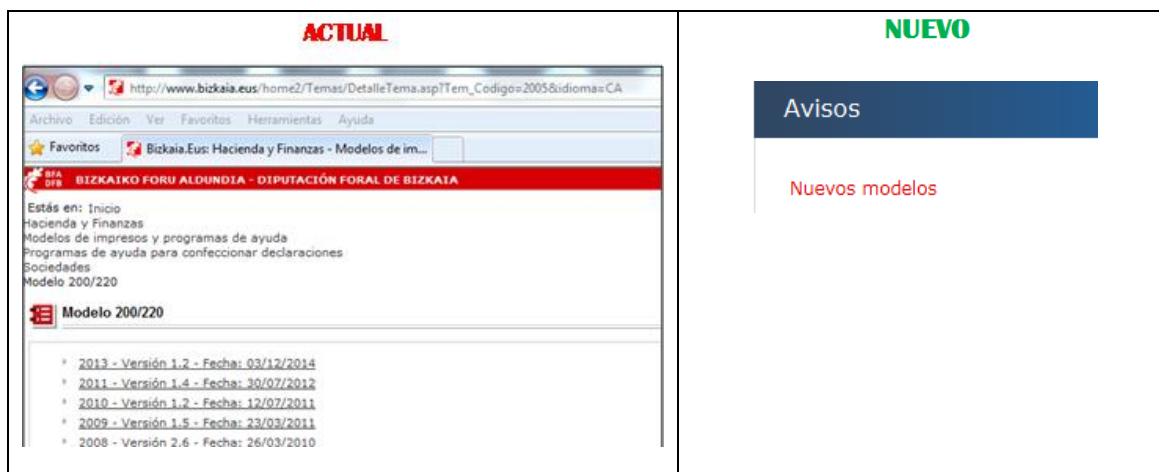 ACTUAL
http://www.bizkaia.eus/home2/Temas/DetalleTema.asp?Tem_Codigo=2005&idioma=CA
Archivo Edición Ver Favoritos Herramientas Ayuda
Favoritos Bizkaia.Eus: Hacienda y Finanzas - Modelos de im...
BFA
DFB BIZKAIKO FORU ALDUNDIA - DIPUTACIÓN FORAL DE BIZKAIA
Estás en: Inicio
Hacienda y Finanzas
Modelos de impresos y programas de ayuda
Programas de ayuda para confeccionar declaraciones
Sociedades
Modelo 200/220
Modelo 200/220
2013 - Versión 1.2 - Fecha: 03/12/2014
2011 - Versión 1.4 - Fecha: 30/07/2012
2010 - Versión 1.2 - Fecha: 12/07/2011
2009 - Versión 1.5 - Fecha: 23/03/2011
2008 - Versión 2.6 - Fecha: 26/03/2010
NUEVO
Avisos
Nuevos modelos